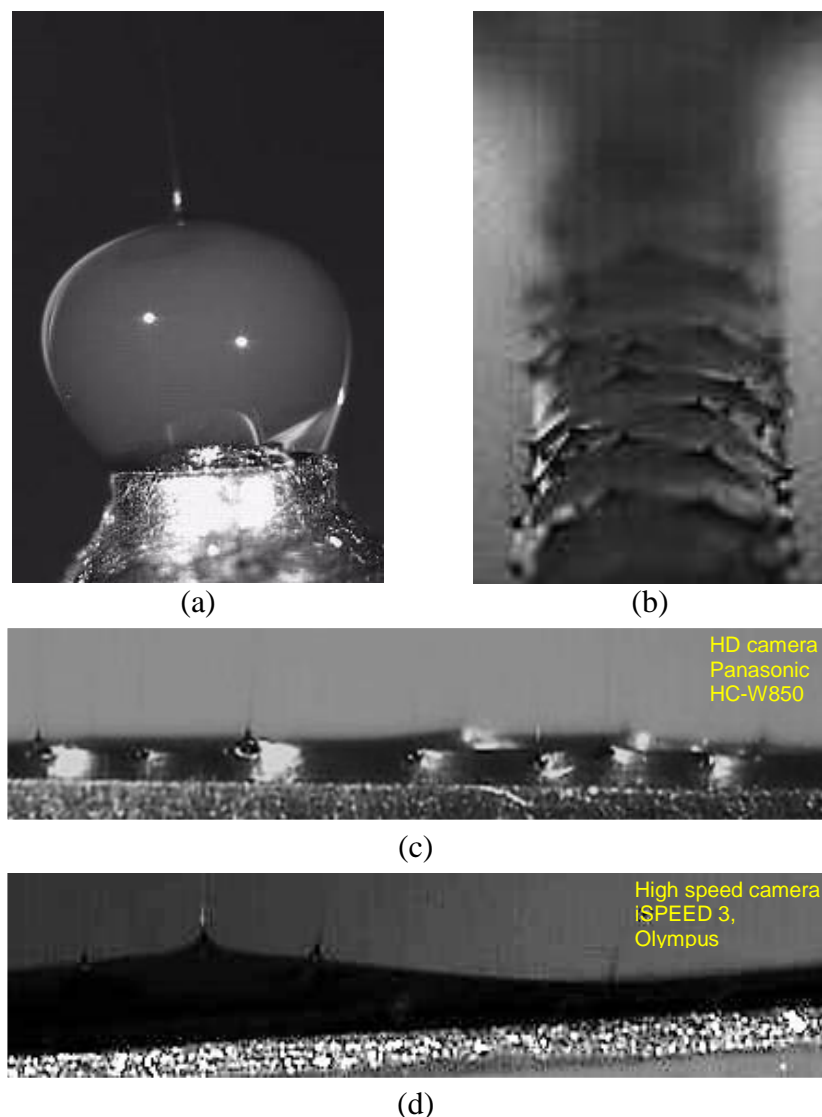 (a)
(b)
HD camera
Panasonic
HC-W850
(c)
High speed camera
iSPEED 3,
Olympus
(d)